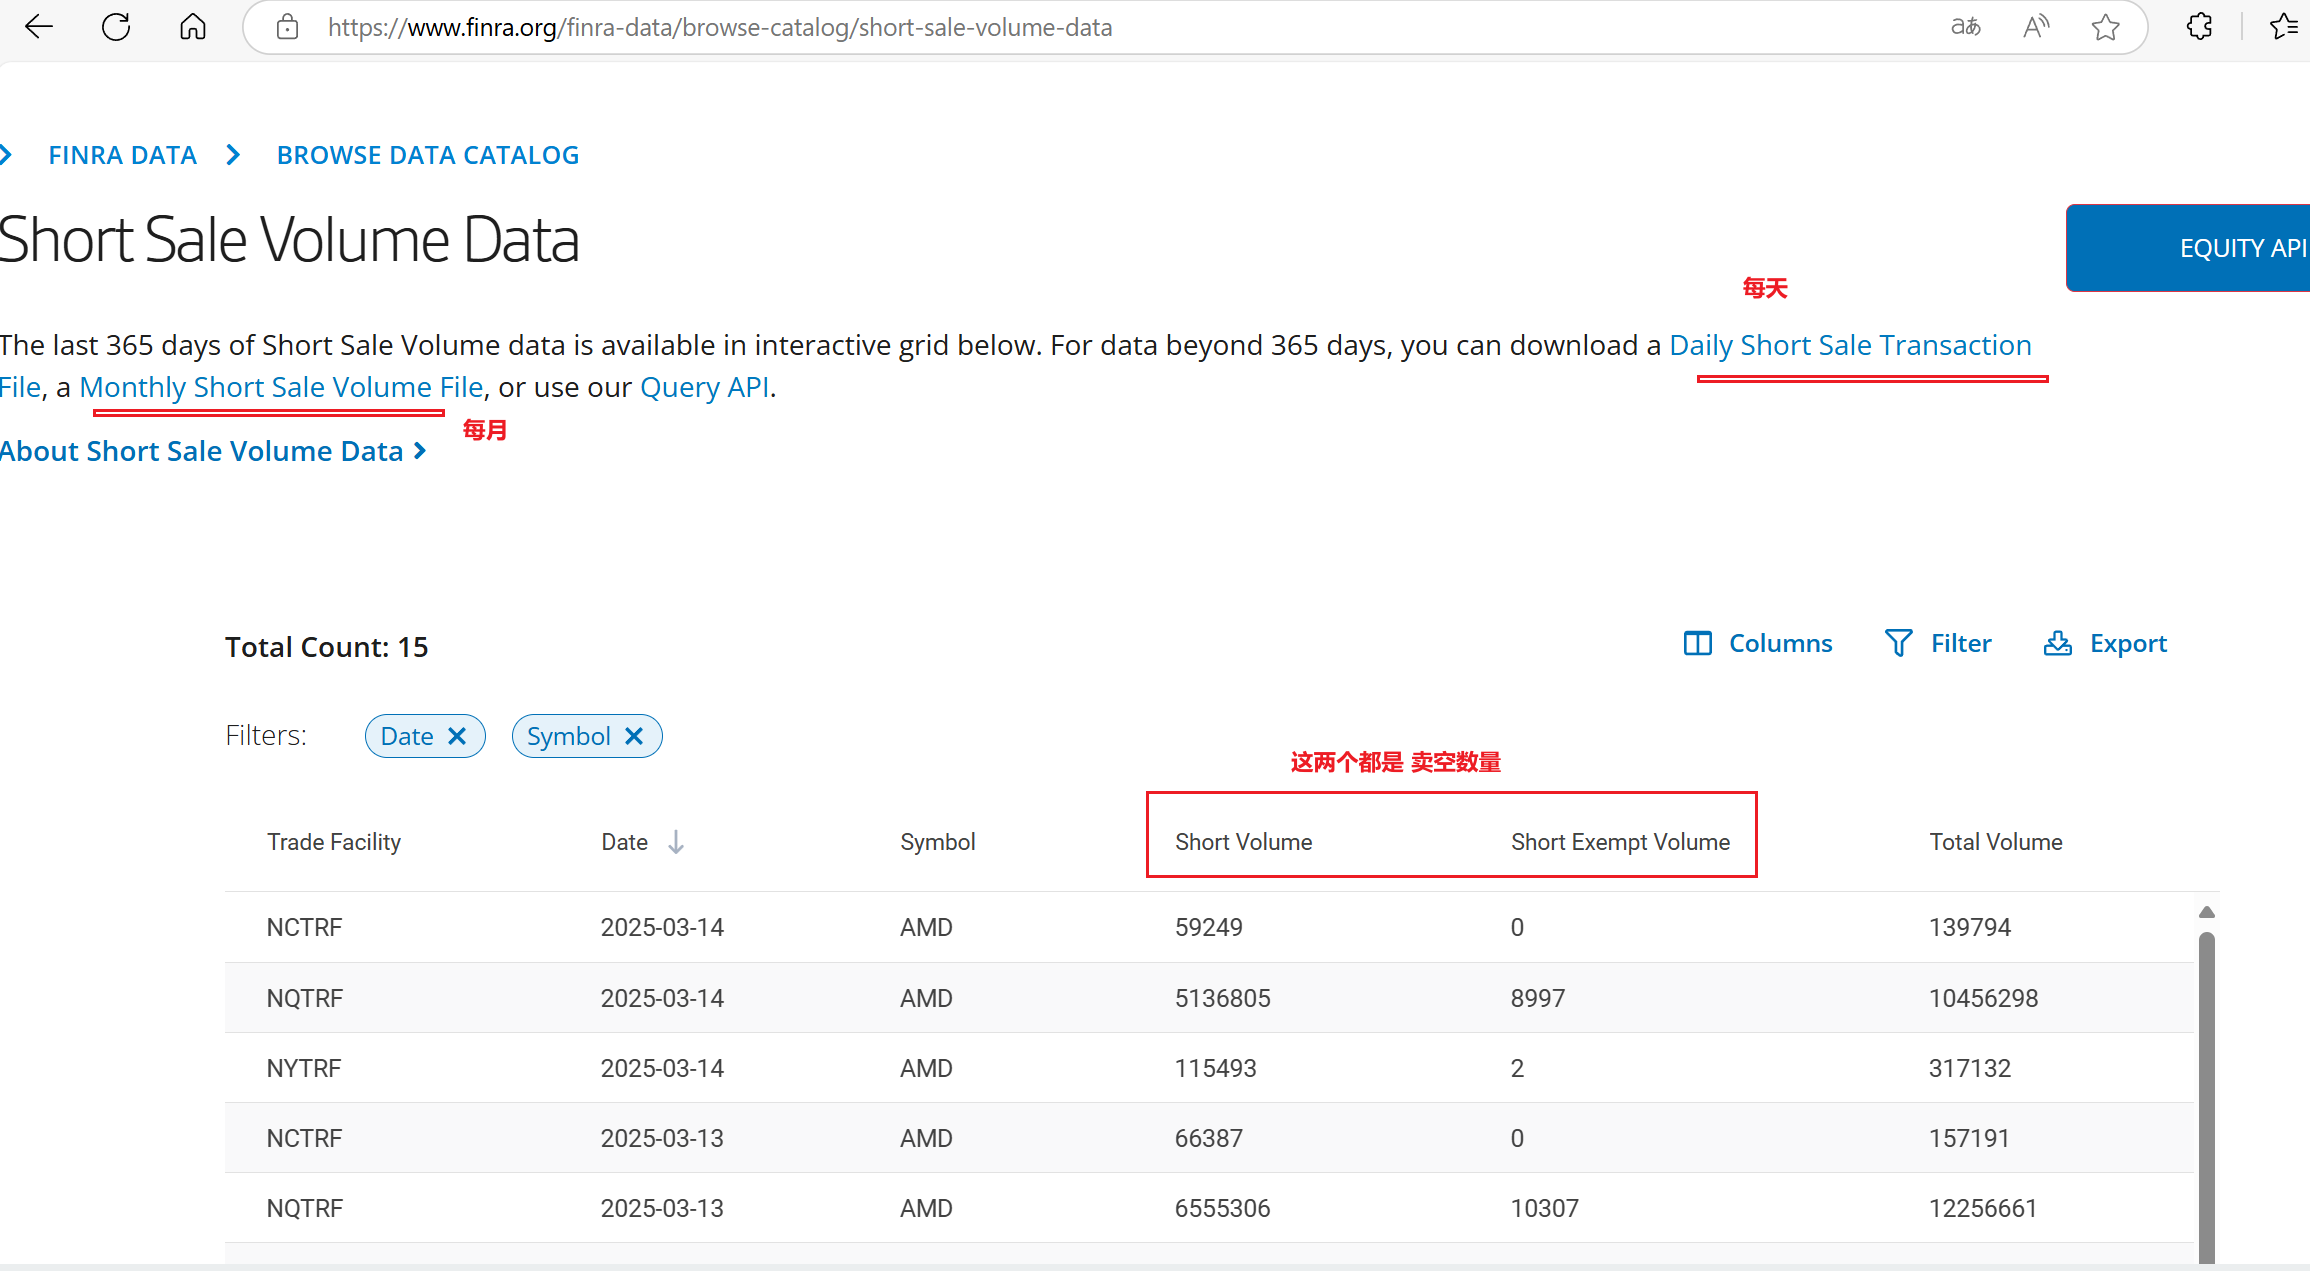 https://www.finra.org/finra-data/browse-catalog/short-sale-volume-data
FINRA DATA
BROWSE DATA CATALOG
Short Sale Volume Data
EQUITY API
每天
The last 365 days of Short Sale Volume data is available in interactive grid below. For data beyond 365 days, you can download a Daily Short Sale Transaction
File, a Monthly Short Sale Volume File, or use our Query API.
每月
About Short Sale Volume Data
Total Count: 15
Columns
Filter
Export
Filters:
Date
Symbol
这两个都是 卖空数量
Trade Facility Date Symbol Short Volume Short Exempt Volume Total Volume
NCTRF 2025-03-14 AMD 59249 0 139794
NQTRF 2025-03-14 AMD 5136805 8997 10456298
NYTRF 2025-03-14 AMD 115493 2 317132
NCTRF 2025-03-13 AMD 66387 0 157191
NQTRF 2025-03-13 AMD 6555306 10307 12256661